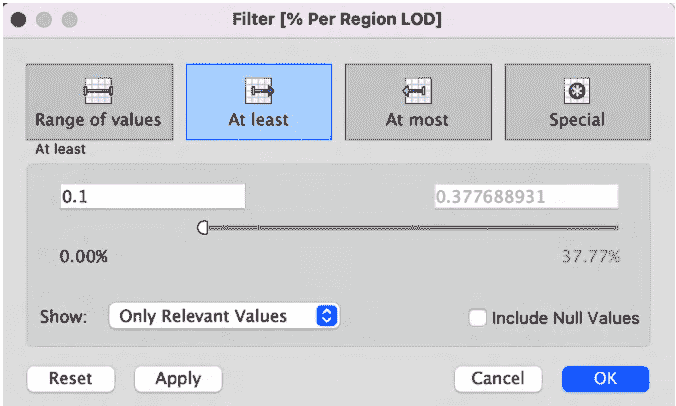 Filter [% Per Region LOD]
Range of values
At least
At most
Special
At least
0.1
0.377688931
0.00%
37.77%
Show:
Only Relevant Values
Include Null Values
Reset
Apply
Cancel
OK